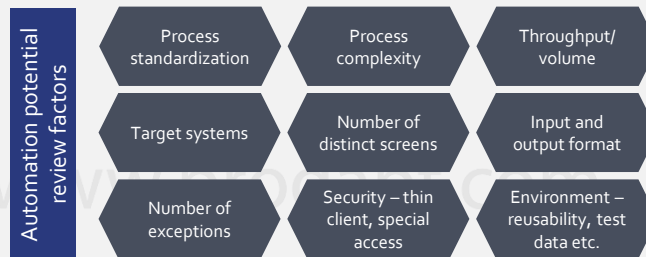 Automation potential
review factors
Process
standardization
Process
complexity
Throughput/
volume
Target systems
Number of
distinct screens
Input and
output format
Number of
exceptions
Security – thin
client, special
access
Environment –
reusability, test
data etc.